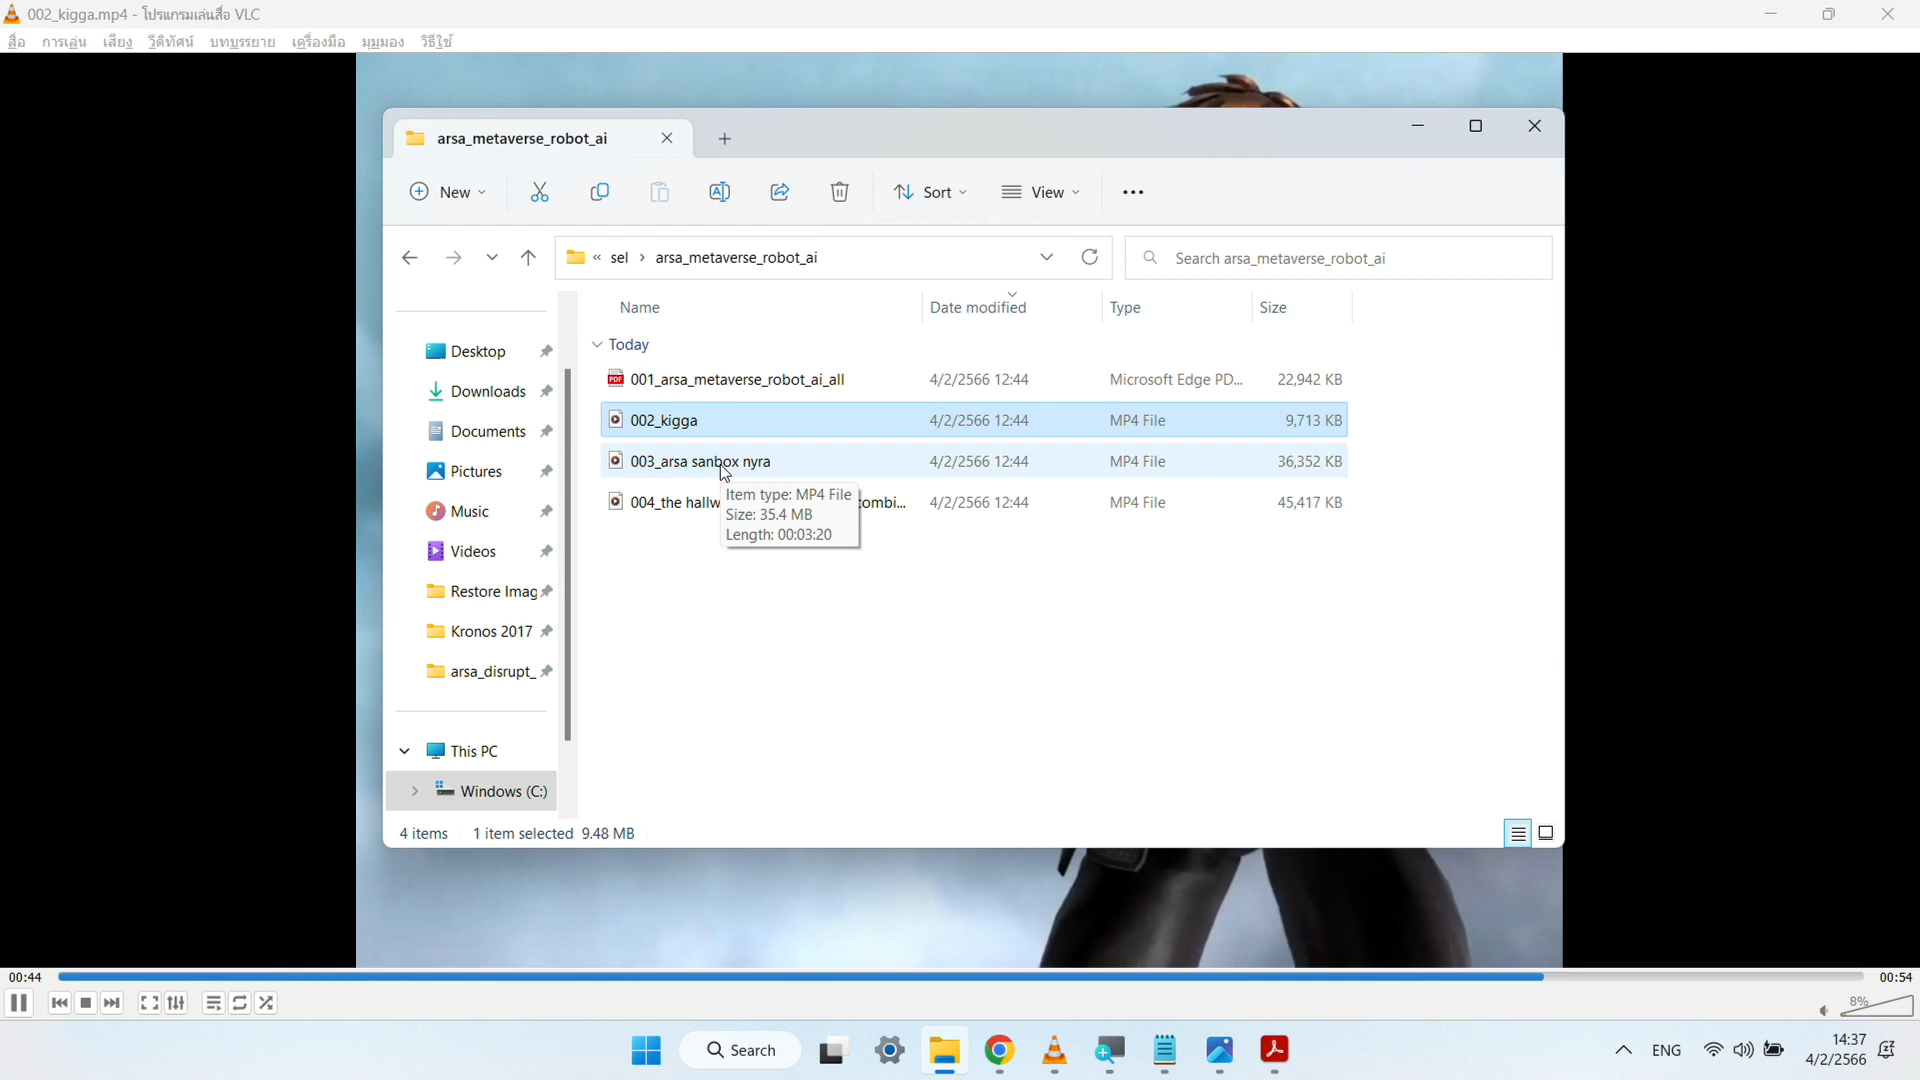 002_kigga.mp4 - โปรแกรมเล่นสื่อ VLC
สื่อ การเล่น เสียง วีดิทัศน์ บทบรรยาย เครื่องมือ มุมมอง วิธีใช้
arsa_metaverse_robot_ai
New Sort View
« sel › arsa_metaverse_robot_ai Search arsa_metaverse_robot_ai
Name Date modified Type Size
Today
001_arsa_metaverse_robot_ai_all 4/2/2566 12:44 Microsoft Edge PD... 22,942 KB
002_kigga 4/2/2566 12:44 MP4 File 9,713 KB
003_arsa sanbox nyra 4/2/2566 12:44 MP4 File 36,352 KB
004_the hallw combi... 4/2/2566 12:44 MP4 File 45,417 KB
Item type: MP4 File
Size: 35.4 MB
Length: 00:03:20
Desktop
Downloads
Documents
Pictures
Music
Videos
Restore Imag
Kronos 2017
arsa_disrupt_
This PC
Windows (C:)
4 items 1 item selected 9.48 MB
00:44 00:54
8%
Search
ENG 14:37
4/2/2566